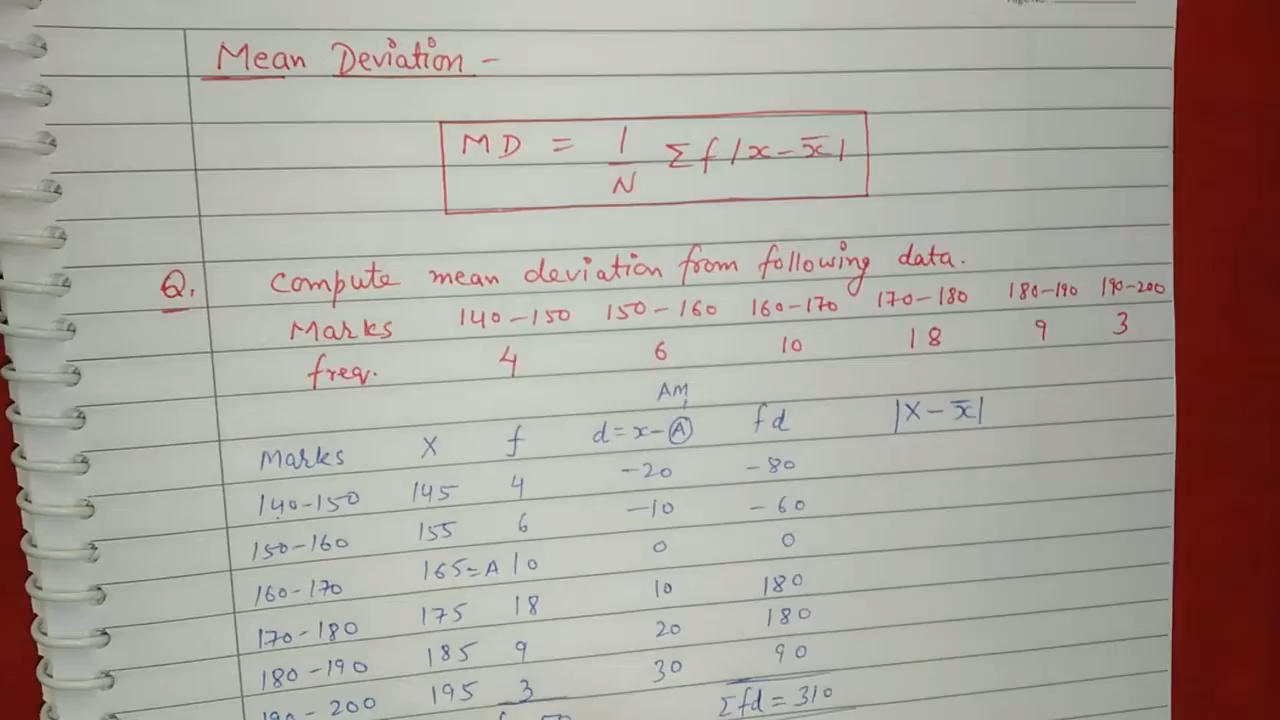 Mean Deviation -
MD = 1/N Σf|x-x̄|
Q. Compute mean deviation from following data.
Marks 140-150 150-160 160-170 170-180 180-190 190-200
freq. 4 6 10 18 9 3
AM
Marks X f d=x-A fd |X-x̄|
140-150 145 4 -20 -80
150-160 155 6 -10 -60
160-170 165=A 10 0 0
170-180 175 18 10 180
180-190 185 9 20 180
190-200 195 3 30 90
Σfd = 310